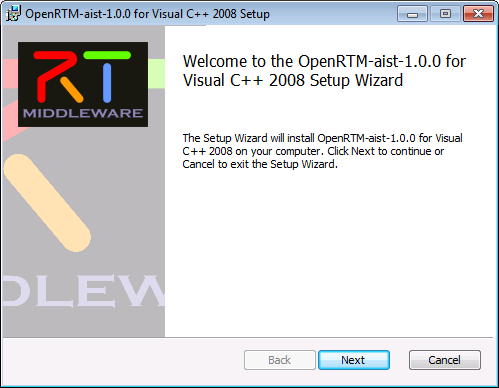 OpenRTM-aist-1.0.0 for Visual C++ 2008 Setup
RT
MIDDLEWARE
DLEW
Welcome to the OpenRTM-aist-1.0.0 for
Visual C++ 2008 Setup Wizard
The Setup Wizard will install OpenRTM-aist-1.0.0 for Visual
C++ 2008 on your computer. Click Next to continue or
Cancel to exit the Setup Wizard.
Back
Next
Cancel